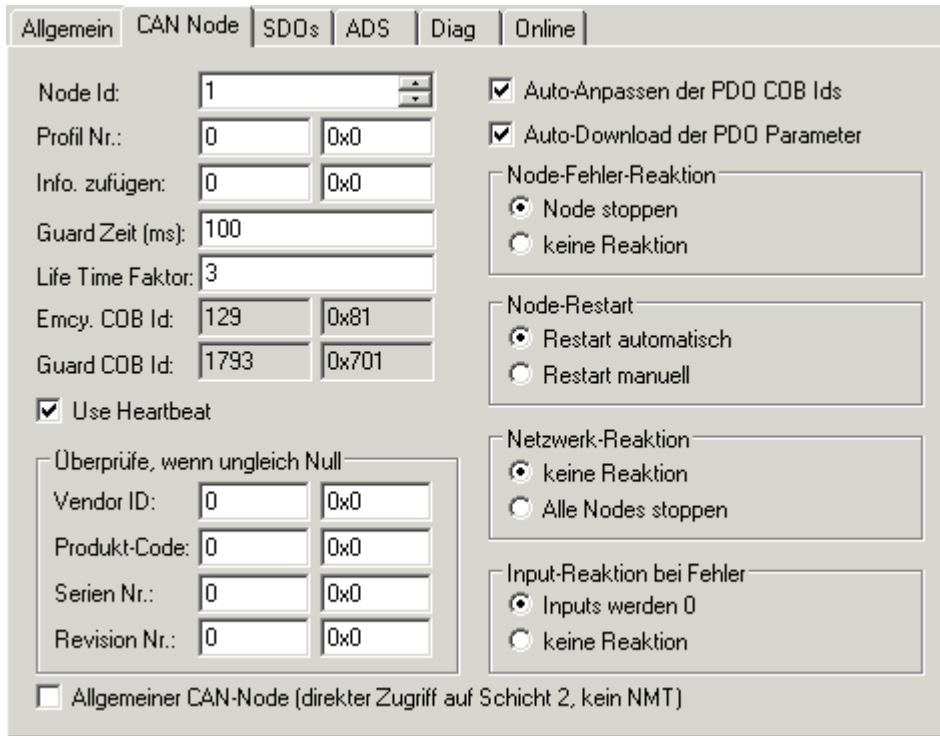 Allgemein CAN Node SDOs ADS Diag Online
Node Id: 1
Profil Nr.: 0 0x0
Info. zufügen: 0 0x0
Guard Zeit (ms): 100
Life Time Faktor: 3
Emcy. COB Id: 129 0x81
Guard COB Id: 1793 0x701
Use Heartbeat
Überprüfe, wenn ungleich Null
Vendor ID: 0 0x0
Produkt-Code: 0 0x0
Serien Nr.: 0 0x0
Revision Nr.: 0 0x0
Auto-Anpassen der PDO COB Ids
Auto-Download der PDO Parameter
Node-Fehler-Reaktion
Node stoppen
keine Reaktion
Node-Restart
Restart automatisch
Restart manuell
Netzwerk-Reaktion
keine Reaktion
Alle Nodes stoppen
Input-Reaktion bei Fehler
Inputs werden 0
keine Reaktion
Allgemeiner CAN-Node (direkter Zugriff auf Schicht 2, kein NMT)